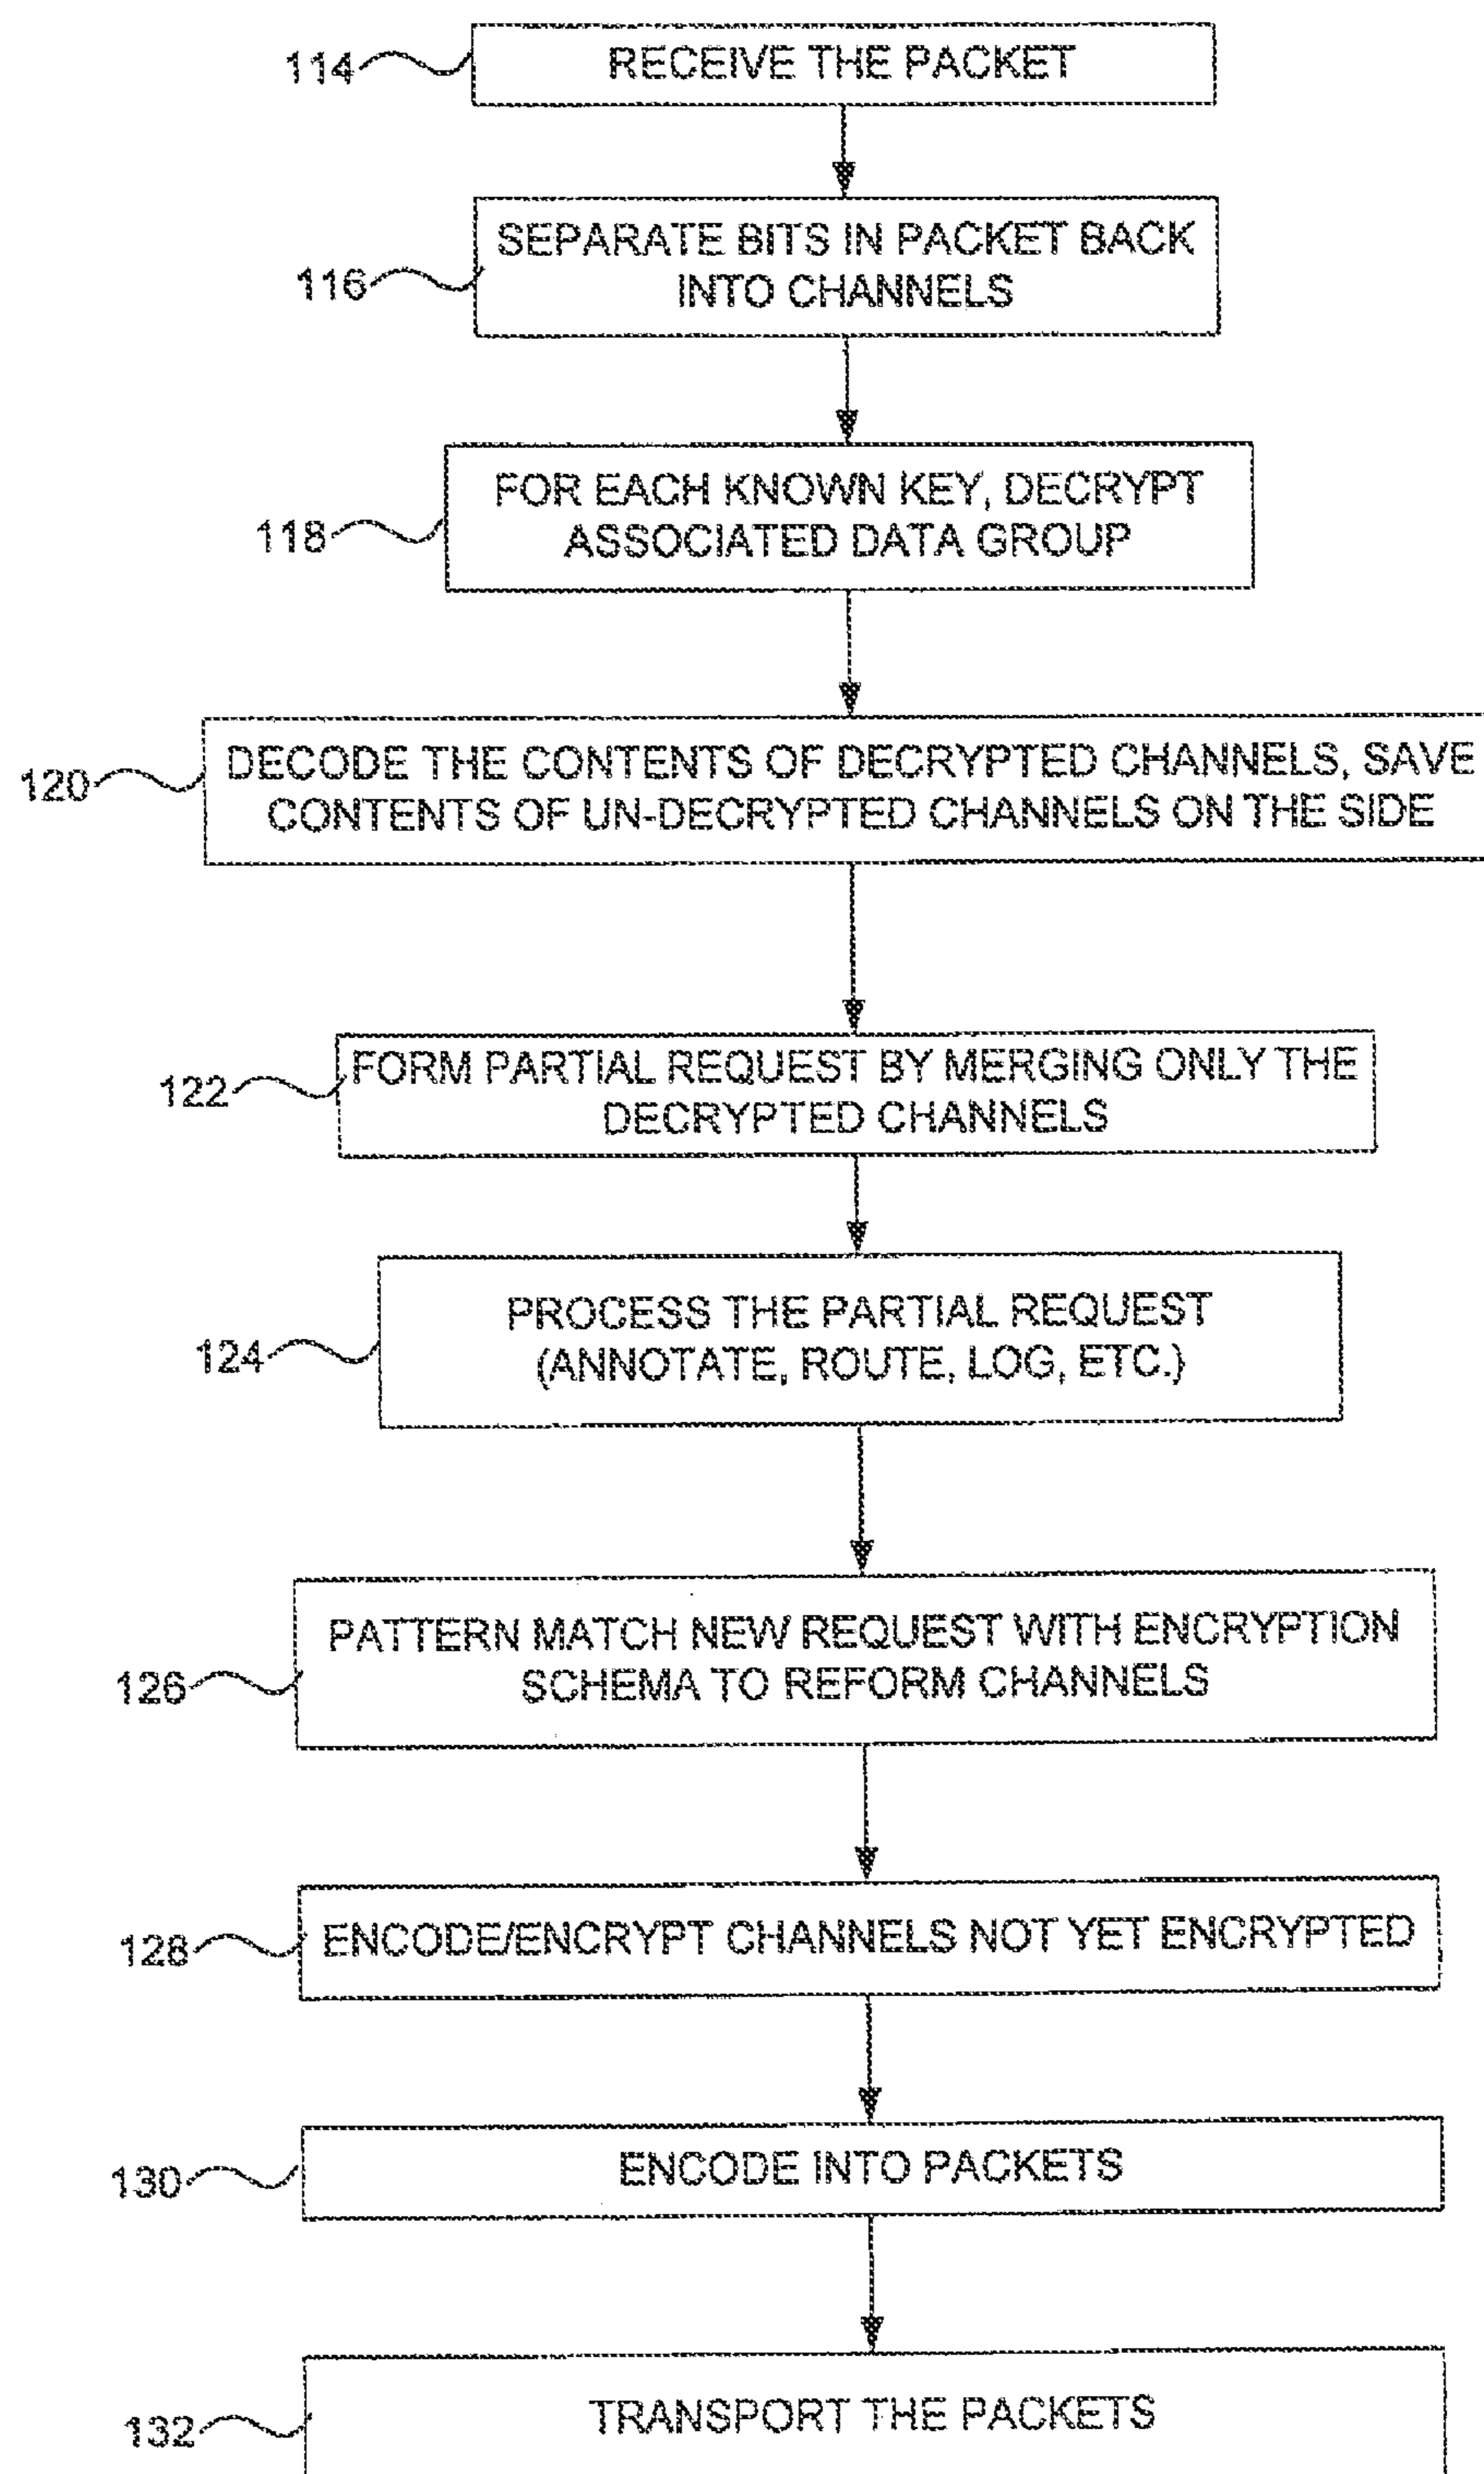 114
RECEIVE THE PACKET
116
SEPARATE BITS IN PACKET BACK
INTO CHANNELS
118
FOR EACH KNOWN KEY, DECRYPT
ASSOCIATED DATA GROUP
120
DECODE THE CONTENTS OF DECRYPTED CHANNELS, SAVE
CONTENTS OF UN-DECRYPTED CHANNELS ON THE SIDE
122
FORM PARTIAL REQUEST BY MERGING ONLY THE
DECRYPTED CHANNELS
124
PROCESS THE PARTIAL REQUEST
(ANNOTATE, ROUTE, LOG, ETC.)
126
PATTERN MATCH NEW REQUEST WITH ENCRYPTION
SCHEMA TO REFORM CHANNELS
128
ENCODE/ENCRYPT CHANNELS NOT YET ENCRYPTED
130
ENCODE INTO PACKETS
132
TRANSPORT THE PACKETS